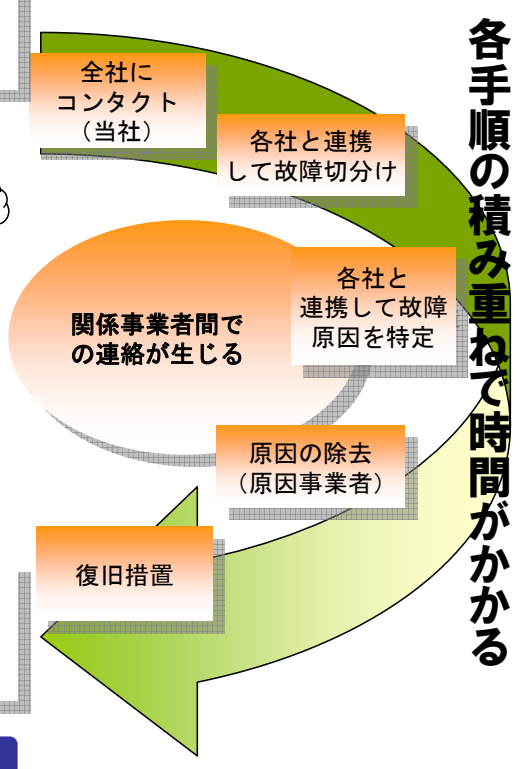 各手順の積み重ねで時間がかかる
全社に
コンタクト
（当社）
各社と連携
して故障切分け
各社と
連携して故障
原因を特定
関係事業者間で
の連絡が生じる
原因の除去
（原因事業者）
復旧措置